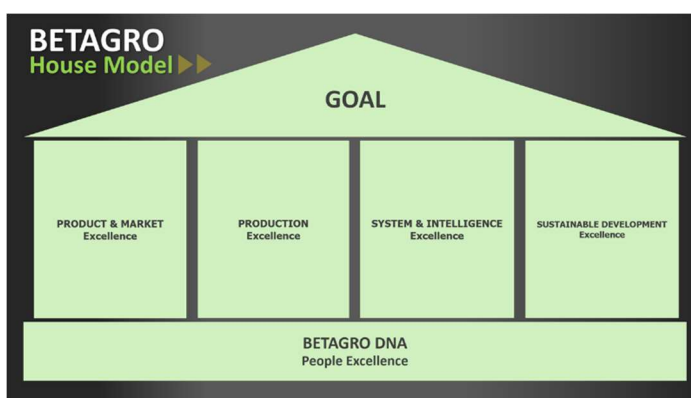 BETAGRO
House Model
GOAL
PRODUCT & MARKET
Excellence
PRODUCTION
Excellence
SYSTEM & INTELLIGENCE
Excellence
SUSTAINABLE DEVELOPMENT
Excellence
BETAGRO DNA
People Excellence